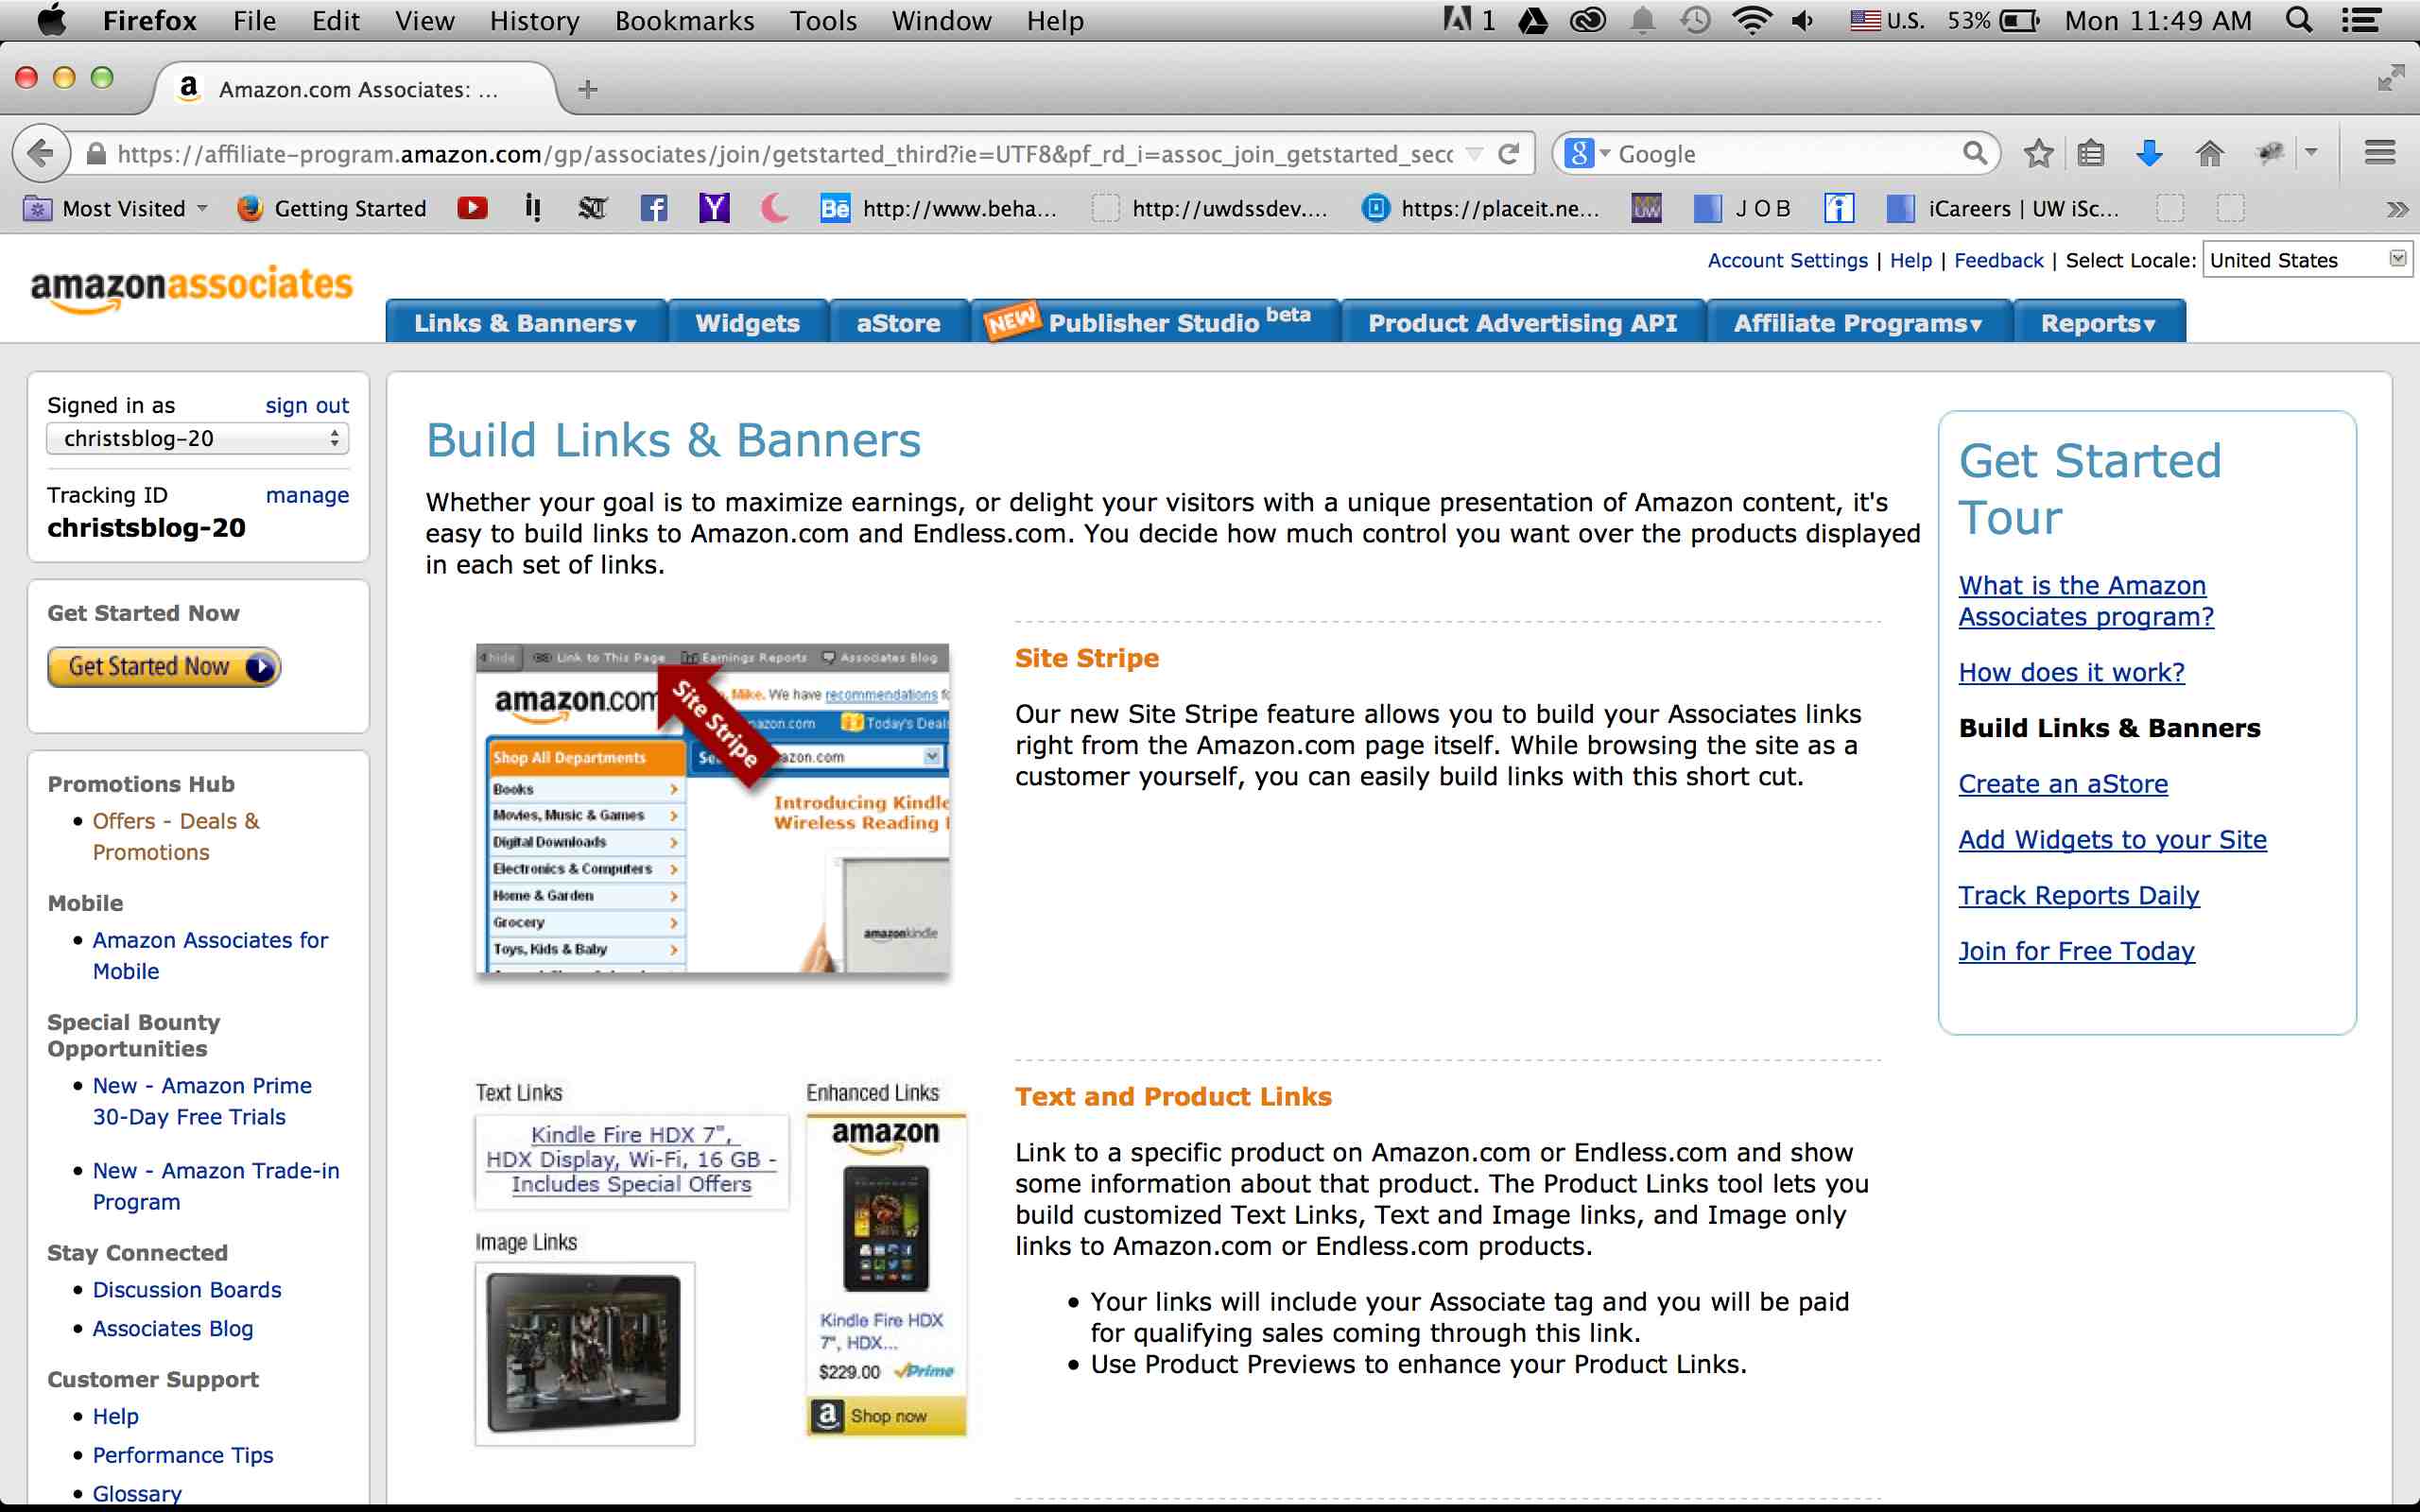 Firefox File Edit View History Bookmarks Tools Window Help 1 U.S. 53% Mon 11:49 AM
a Amazon.com Associates: ... +
https://affiliate-program.amazon.com/gp/associates/join/getstarted_third?ie=UTF8&pf_rd_i=assoc_join_getstarted_secc 8 Google
Most Visited Getting Started Bē http://www.beha... http://uwdssdev.... https://placeit.ne... J O B iCareers | UW iSc...
Account Settings | Help | Feedback | Select Locale: United States
amazonassociates
Links & Banners▾ Widgets aStore NEW Publisher Studio beta Product Advertising API Affiliate Programs▾ Reports▾
Signed in as sign out
christsblog-20
Tracking ID manage
christsblog-20
Get Started Now
Get Started Now
Promotions Hub
• Offers - Deals &
Promotions
Mobile
• Amazon Associates for
Mobile
Special Bounty
Opportunities
• New - Amazon Prime
30-Day Free Trials
• New - Amazon Trade-in
Program
Stay Connected
• Discussion Boards
• Associates Blog
Customer Support
• Help
• Performance Tips
• Glossary
Build Links & Banners
Whether your goal is to maximize earnings, or delight your visitors with a unique presentation of Amazon content, it's
easy to build links to Amazon.com and Endless.com. You decide how much control you want over the products displayed
in each set of links.
hide Link to This Page Earnings Reports Associates Blog
amazon.com Mike. We have recommendations
Site Stripe
Today's Deals
Shop All Departments
Books
Movies, Music & Games
Digital Downloads
Electronics & Computers
Home & Garden
Grocery
Toys, Kids & Baby
Introducing Kindle
Wireless Reading
amazonkindle
Site Stripe
Our new Site Stripe feature allows you to build your Associates links
right from the Amazon.com page itself. While browsing the site as a
customer yourself, you can easily build links with this short cut.
Text Links
Kindle Fire HDX 7",
HDX Display, Wi-Fi, 16 GB -
Includes Special Offers
Image Links
Enhanced Links
amazon
Kindle Fire HDX
7", HDX...
$229.00 Prime
a Shop now
Text and Product Links
Link to a specific product on Amazon.com or Endless.com and show
some information about that product. The Product Links tool lets you
build customized Text Links, Text and Image links, and Image only
links to Amazon.com or Endless.com products.
• Your links will include your Associate tag and you will be paid
for qualifying sales coming through this link.
• Use Product Previews to enhance your Product Links.
Get Started
Tour
What is the Amazon
Associates program?
How does it work?
Build Links & Banners
Create an aStore
Add Widgets to your Site
Track Reports Daily
Join for Free Today